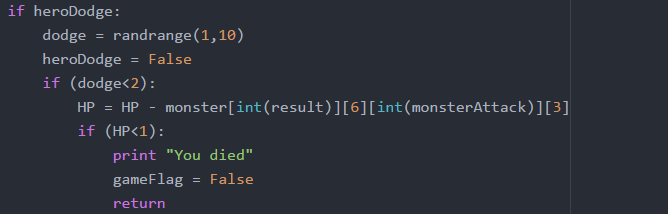 if heroDodge:
    dodge = randrange(1,10)
    heroDodge = False
    if (dodge<2):
        HP = HP - monster[int(result)][6][int(monsterAttack)][3]
        if (HP<1):
            print "You died"
            gameFlag = False
            return